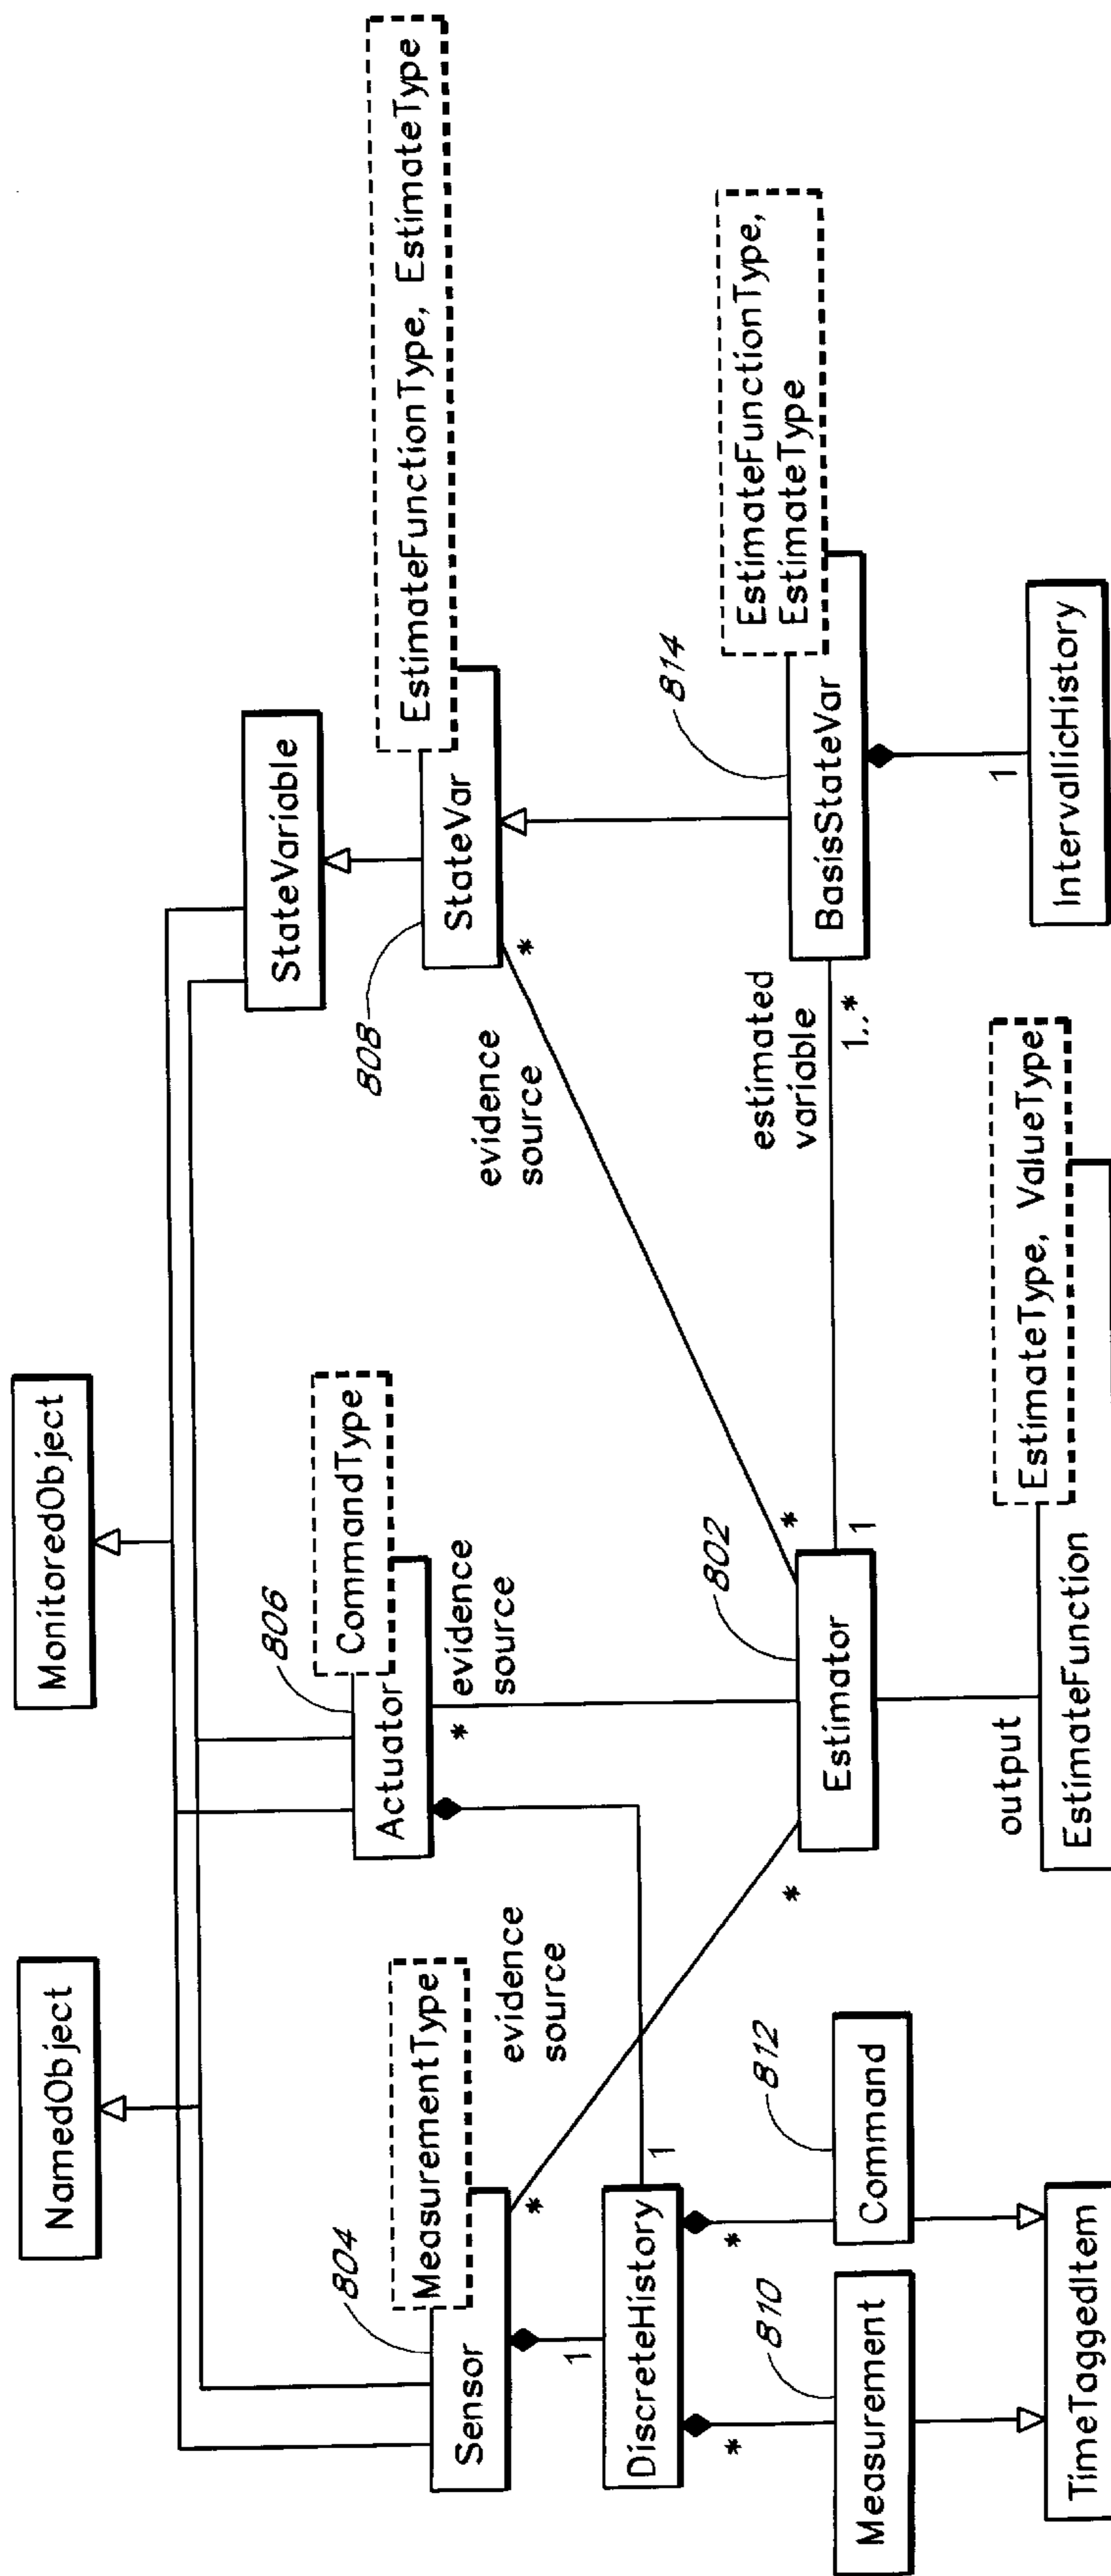 NamedObject
MonitoredObject
StateVariable
804
MeasurementType
Sensor
806
CommandType
Actuator
808
EstimateFunctionType, EstimateType
StateVar
evidence
source
*
evidence
source
*
evidence
source
*
1
DiscreteHistory
1
*
*
810
Measurement
812
Command
TimeTaggedItem
*
*
802
Estimator
1
estimated
variable
1..*
814
EstimateFunctionType,
EstimateType
BasisStateVar
output
EstimateType, ValueType
EstimateFunction
1
IntervallicHistory